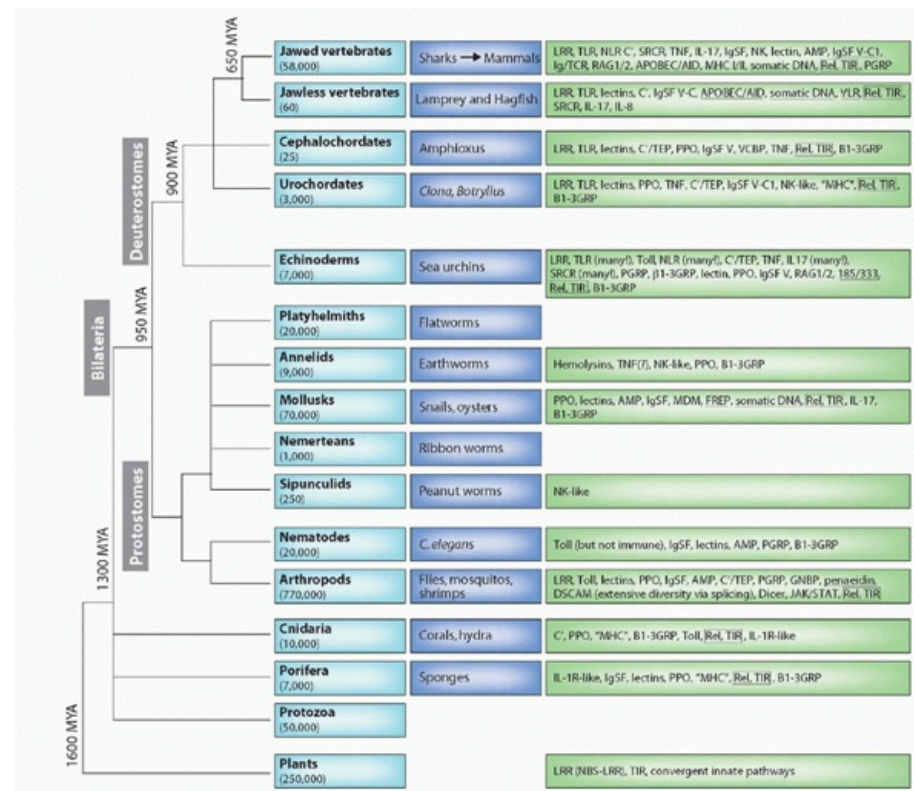 650 MYA
Jawed vertebrates
(58,000)
Sharks → Mammals
LRR, TLR, NLR C', SRCR, TNF, IL-17, IgSF, NK, lectin, AMP, IgSF V-C1,
Ig/TCR, RAG1/2, APOBEC/AID, MHC I/II, somatic DNA, Rel, TIR, PGRP
Jawless vertebrates
(60)
Lamprey and Hagfish
LRR, TLR, lectins, C', IgSF V-C, APOBEC/AID, somatic DNA, VLR, Rel, TIR,
SRCR, IL-17, IL-8
Deuterostomes
900 MYA
Cephalochordates
(25)
Amphioxus
LRR, TLR, lectins, C'/TEP, PPO, IgSF V, VCBP, TNF, Rel, TIR, B1-3GRP
Urochordates
(3,000)
Ciona, Botryllus
LRR, TLR, lectins, PPO, TNF, C'/TEP, IgSF V-C1, NK-like, "MHC", Rel, TIR,
B1-3GRP
Echinoderms
(7,000)
Sea urchins
LRR, TLR (many!), Toll, NLR (many!), C'/TEP, TNF, IL17 (many!),
SRCR (many!), PGRP, β1-3GRP, lectin, PPO, IgSF V, RAG1/2, 185/333,
Rel, TIR, B1-3GRP
Bilateria
950 MYA
Platyhelmiths
(20,000)
Flatworms
Annelids
(9,000)
Earthworms
Hemolysins, TNF(?), NK-like, PPO, B1-3GRP
Mollusks
(70,000)
Snails, oysters
PPO, lectins, AMP, IgSF, MDM, FREP, somatic DNA, Rel, TIR, IL-17,
B1-3GRP
Nemerteans
(1,000)
Ribbon worms
Protostomes
Sipunculids
(250)
Peanut worms
NK-like
Nematodes
(20,000)
C. elegans
Toll (but not immune), IgSF, lectins, AMP, PGRP, B1-3GRP
Arthropods
(770,000)
Flies, mosquitos,
shrimps
LRR, Toll, lectins, PPO, IgSF, AMP, C'/TEP, PGRP, GNBP, penaeidin,
DSCAM (extensive diversity via splicing), Dicer, JAK/STAT, Rel, TIR
1300 MYA
Cnidaria
(10,000)
Corals, hydra
C', PPO, "MHC", B1-3GRP, Toll, Rel, TIR, IL-1R-like
Porifera
(7,000)
Sponges
IL-1R-like, IgSF, lectins, PPO, "MHC", Rel, TIR, B1-3GRP
Protozoa
(50,000)
1600 MYA
Plants
(250,000)
LRR (NBS-LRR), TIR, convergent innate pathways